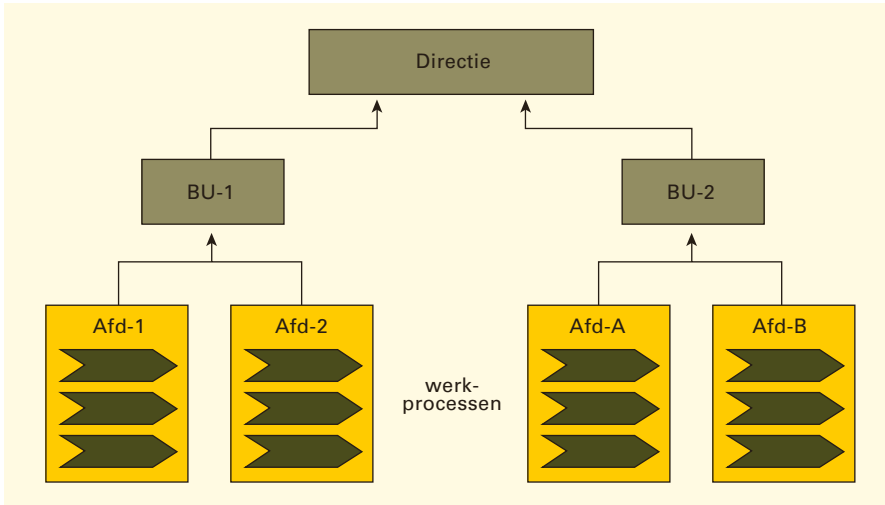 Directie
BU-1
BU-2
Afd-1
Afd-2
Afd-A
Afd-B
werk-
processen